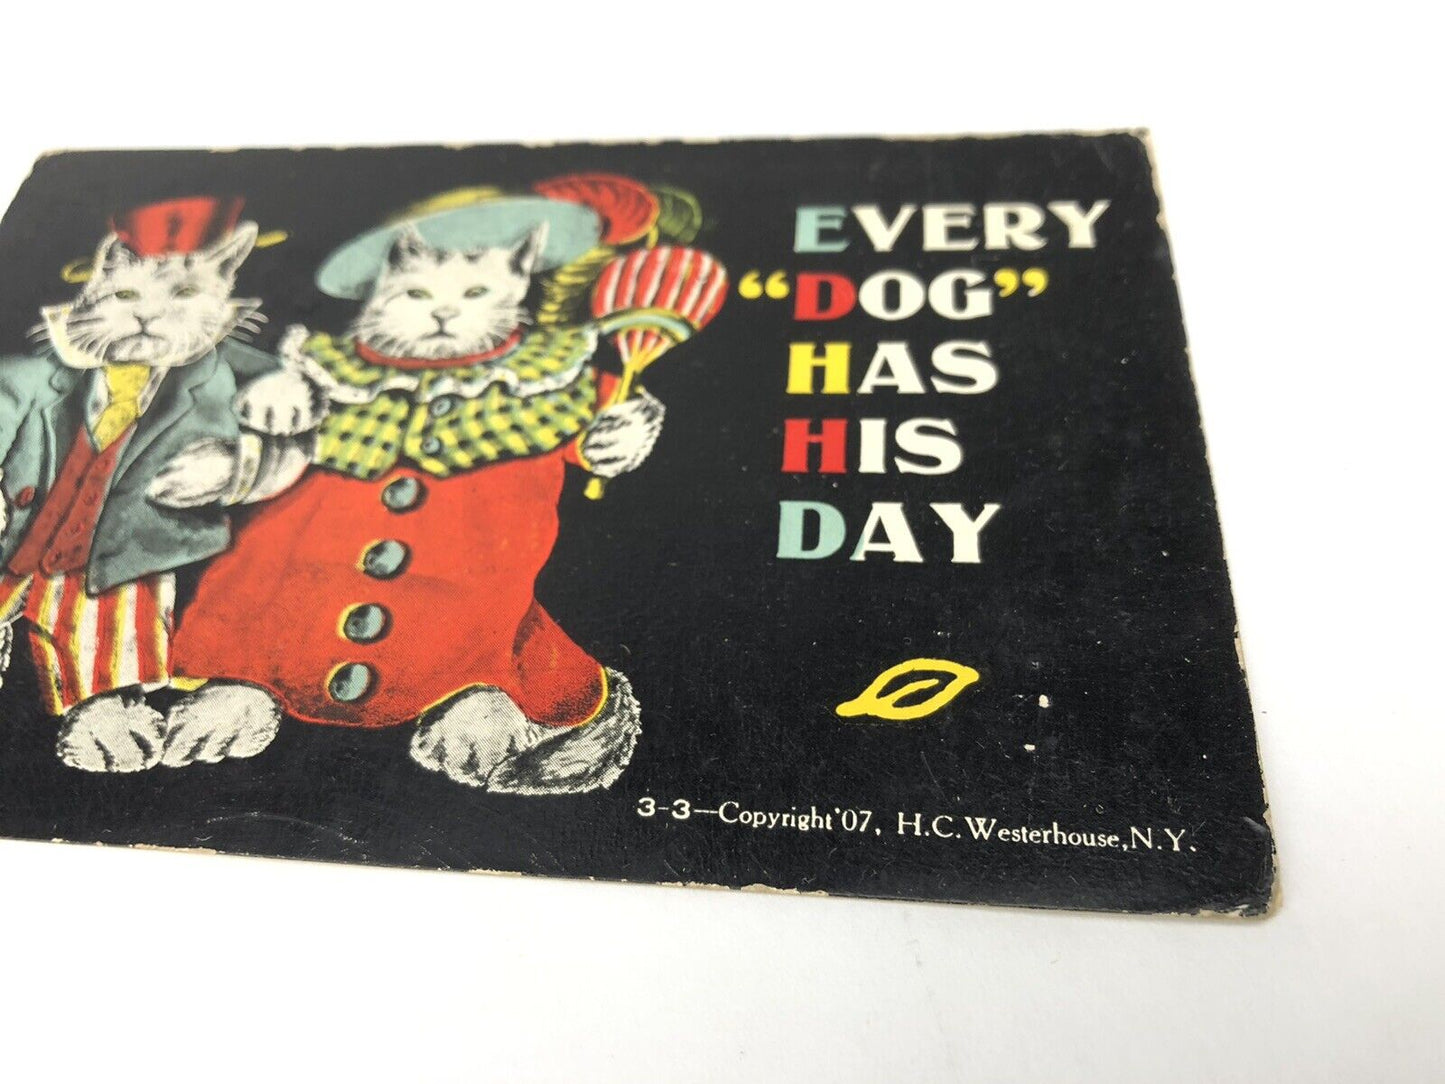 EVERY
“DOG”
HAS
HIS
DAY
3-3—Copyright '07, H.C. Westerhouse, N.Y.